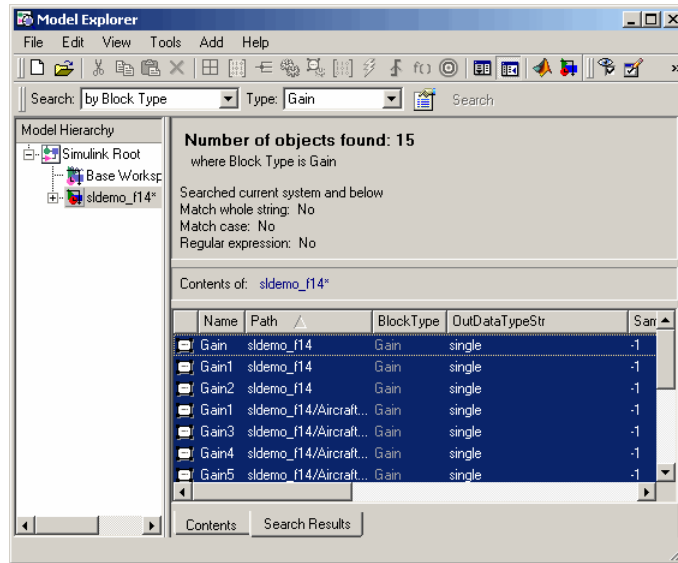 Model Explorer
File Edit View Tools Add Help
Search: by Block Type Type: Gain Search
Model Hierarchy
Simulink Root
Base Worksp
sldemo_f14*
Number of objects found: 15
where Block Type is Gain
Searched current system and below
Match whole string: No
Match case: No
Regular expression: No
Contents of: sldemo_f14*
Name Path BlockType OutDataTypeStr Sam
Gain sldemo_f14 Gain single -1
Gain1 sldemo_f14 Gain single -1
Gain2 sldemo_f14 Gain single -1
Gain1 sldemo_f14/Aircraft... Gain single -1
Gain3 sldemo_f14/Aircraft... Gain single -1
Gain4 sldemo_f14/Aircraft... Gain single -1
Gain5 sldemo_f14/Aircraft... Gain single -1
Contents Search Results